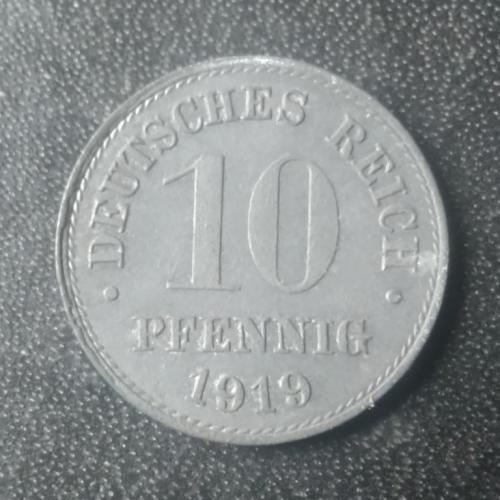 DEUTSCHES REICH
10
PFENNIG
1919